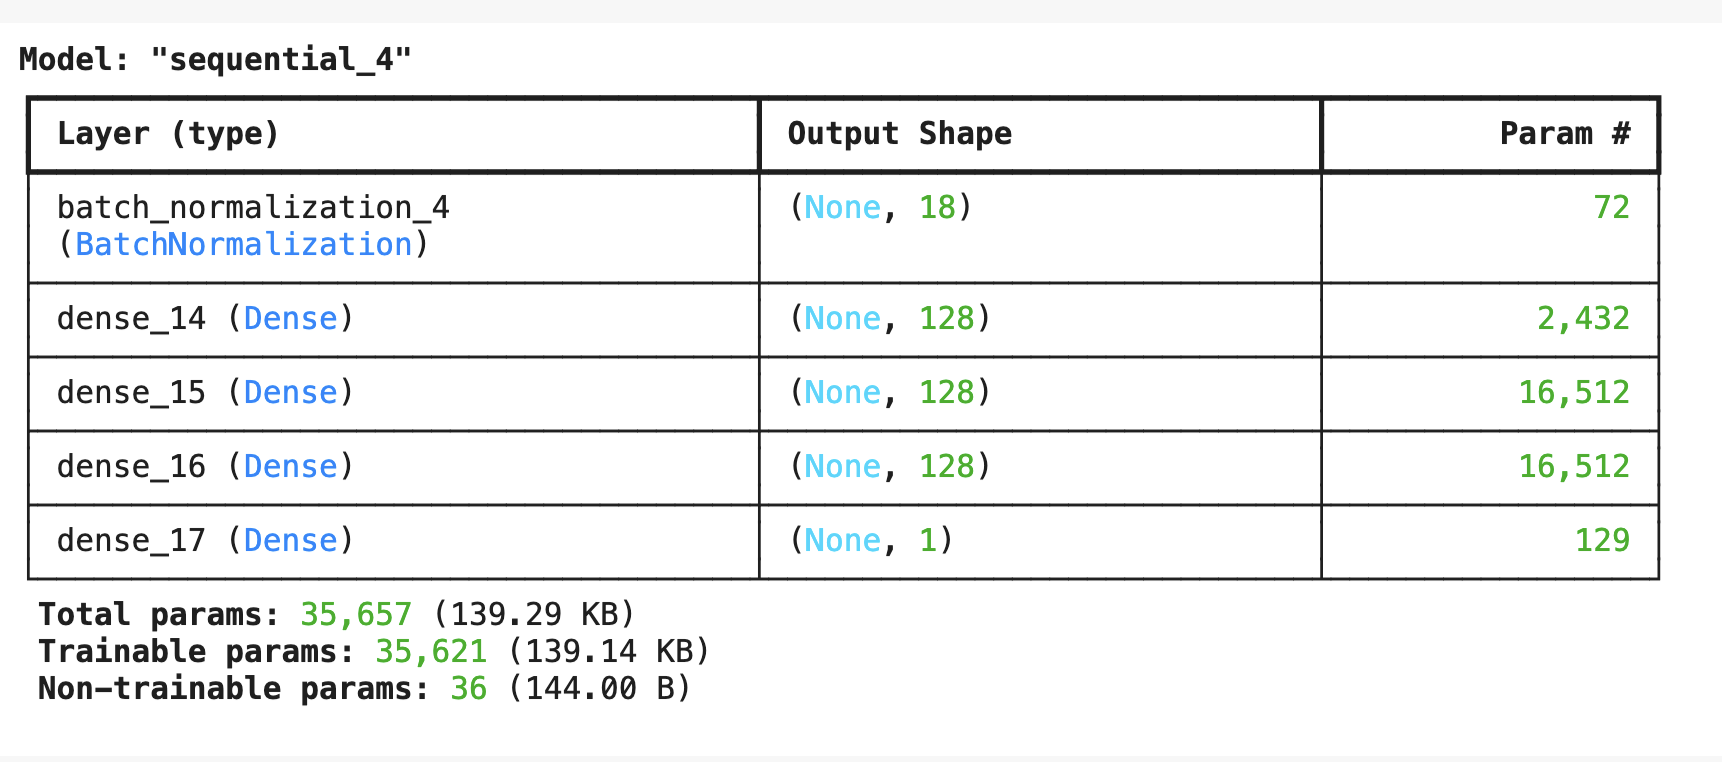 Model: "sequential_4"
Layer (type) Output Shape Param #
batch_normalization_4 (None, 18) 72
(BatchNormalization)
dense_14 (Dense) (None, 128) 2,432
dense_15 (Dense) (None, 128) 16,512
dense_16 (Dense) (None, 128) 16,512
dense_17 (Dense) (None, 1) 129
Total params: 35,657 (139.29 KB)
Trainable params: 35,621 (139.14 KB)
Non-trainable params: 36 (144.00 B)